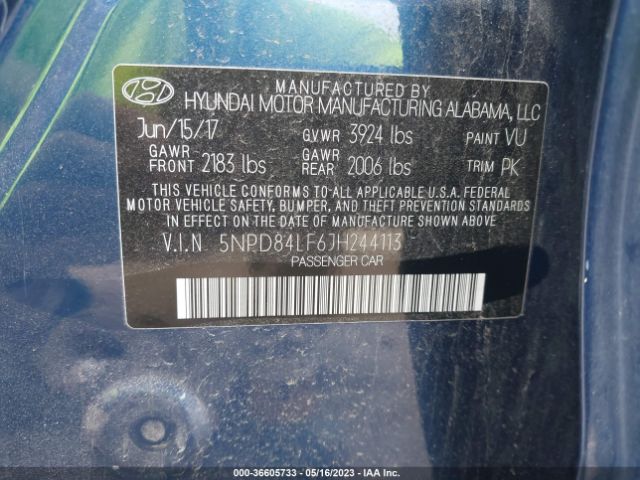 MANUFACTURED BY
HYUNDAI MOTOR MANUFACTURING ALABAMA, LLC
Jun/15/17 GVWR 3924 lbs PAINT VU
GAWR FRONT 2183 lbs GAWR REAR 2006 lbs TRIM PK
THIS VEHICLE CONFORMS TO ALL APPLICABLE U.S.A. FEDERAL
MOTOR VEHICLE SAFETY, BUMPER, AND THEFT PREVENTION STANDARDS
IN EFFECT ON THE DATE OF MANUFACTURE SHOWN ABOVE.
V.I.N 5NPD84LF6JH244113
PASSENGER CAR
000-36605733 - 05/16/2023 - IAA Inc.